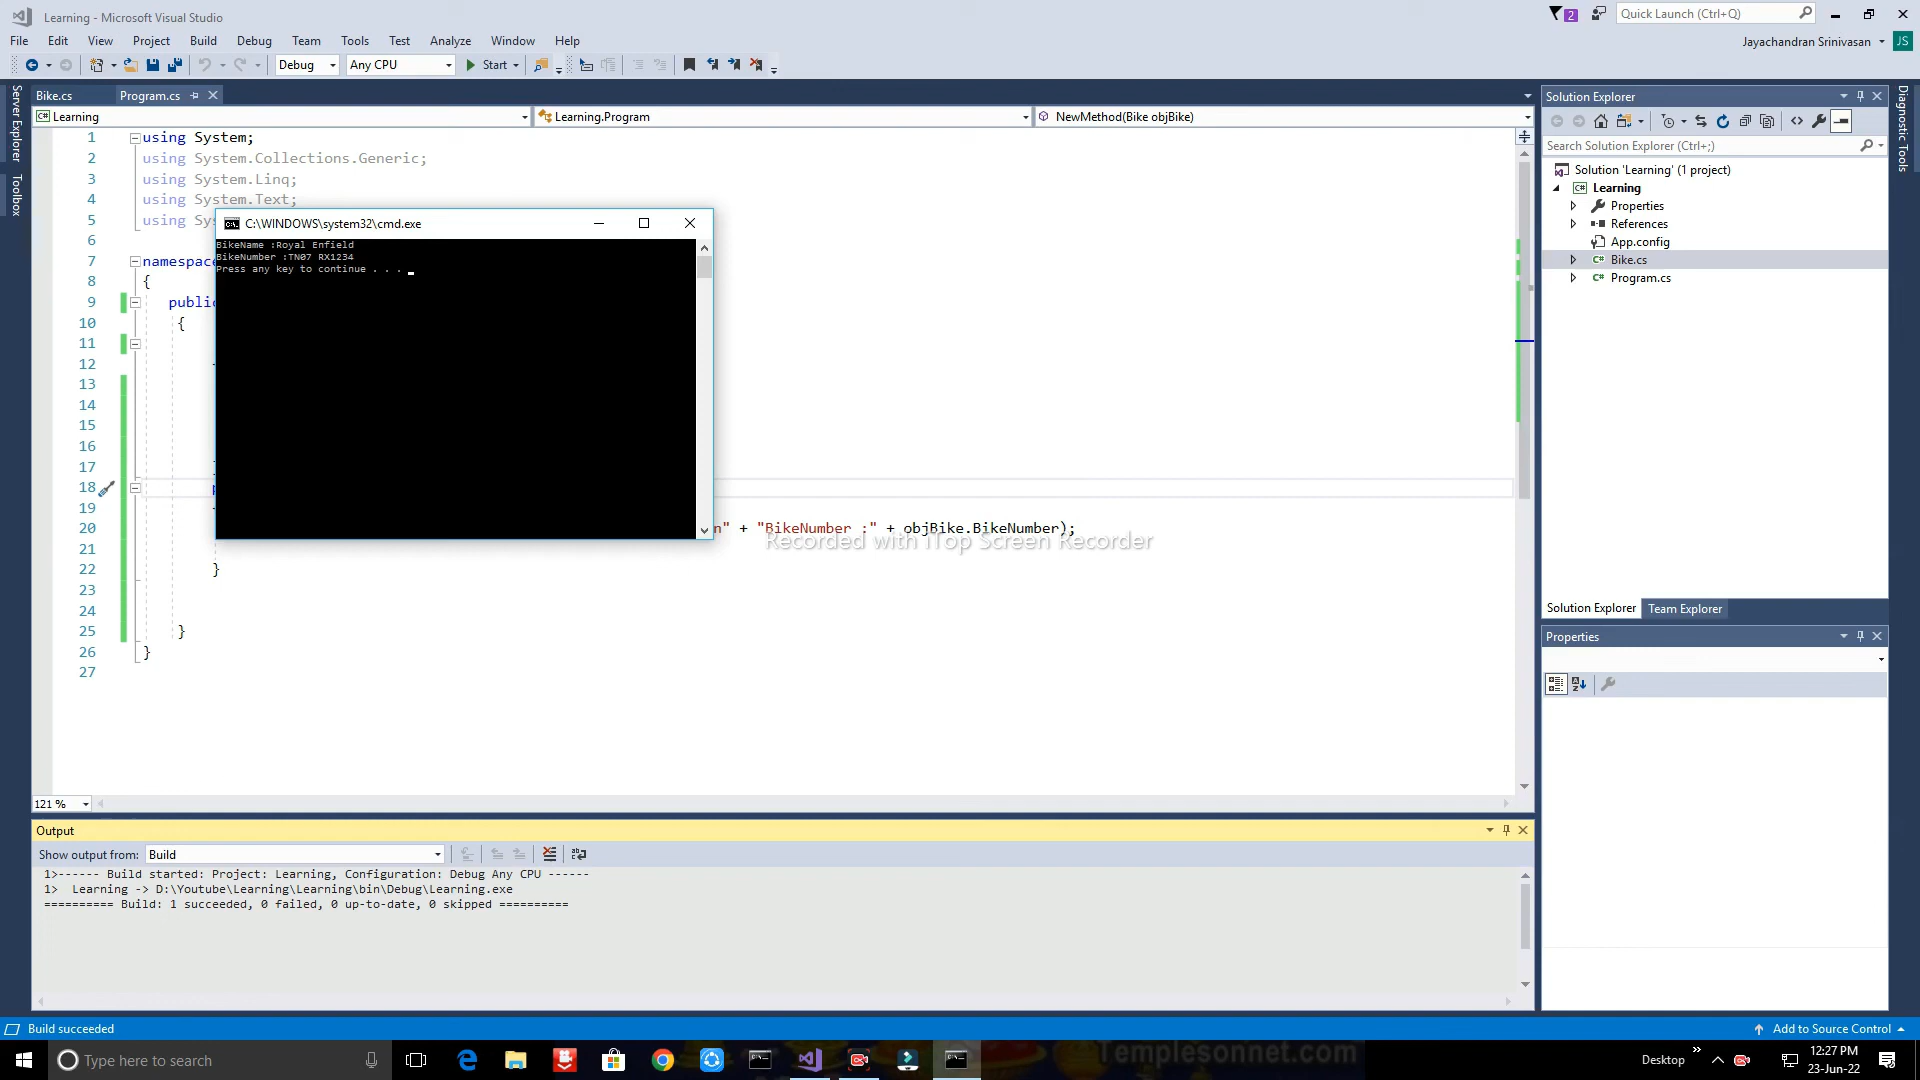 Learning - Microsoft Visual Studio
2
Quick Launch (Ctrl+Q)
File Edit View Project Build Debug Team Tools Test Analyze Window Help
Jayachandran Srinivasan JS
Debug Any CPU Start
Server Explorer
Toolbox
Bike.cs Program.cs
Learning Learning.Program NewMethod(Bike objBike)
1 using System;
2 using System.Collections.Generic;
3 using System.Linq;
4 using System.Text;
5 using Sys
6
7 namespace
8 {
9 public
10 {
11
12
13
14
15
16
17
18 p
19
20 n" + "BikeNumber :" + objBike.BikeNumber);
21
22 }
23
24
25 }
26 }
27
C:\WINDOWS\system32\cmd.exe
BikeName :Royal Enfield
BikeNumber :TN07 RX1234
Press any key to continue . . .
Recorded with iTop Screen Recorder
121 %
Output
Show output from: Build
1>------ Build started: Project: Learning, Configuration: Debug Any CPU ------
1> Learning -> D:\Youtube\Learning\Learning\bin\Debug\Learning.exe
========== Build: 1 succeeded, 0 failed, 0 up-to-date, 0 skipped ==========
Solution Explorer
Search Solution Explorer (Ctrl+;)
Solution 'Learning' (1 project)
Learning
Properties
References
App.config
Bike.cs
Program.cs
Solution Explorer Team Explorer
Properties
Diagnostic Tools
Build succeeded
Add to Source Control
Type here to search
Templesonnet.com
Desktop
12:27 PM
23-Jun-22